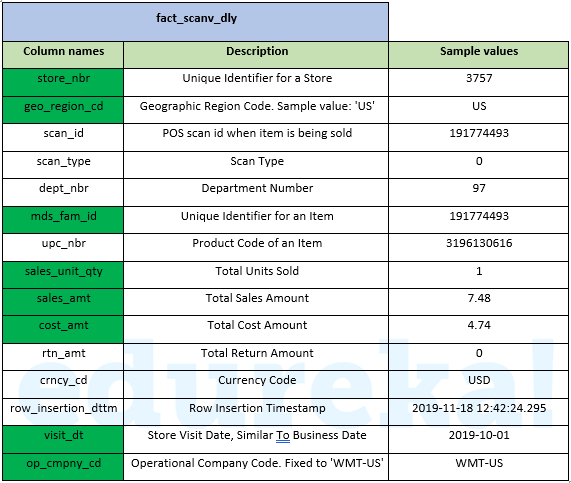 fact_scanv_dly
Column names Description Sample values
store_nbr Unique Identifier for a Store 3757
geo_region_cd Geographic Region Code. Sample value: 'US' US
scan_id POS scan id when item is being sold 191774493
scan_type Scan Type 0
dept_nbr Department Number 97
mds_fam_id Unique Identifier for an Item 191774493
upc_nbr Product Code of an Item 3196130616
sales_unit_qty Total Units Sold 1
sales_amt Total Sales Amount 7.48
cost_amt Total Cost Amount 4.74
rtn_amt Total Return Amount 0
crncy_cd Currency Code USD
row_insertion_dttm Row Insertion Timestamp 2019-11-18 12:42:24.295
visit_dt Store Visit Date, Similar To Business Date 2019-10-01
op_cmpny_cd Operational Company Code. Fixed to 'WMT-US' WMT-US
edureka!